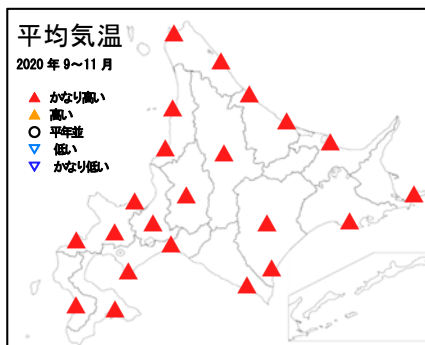 平均気温
2020 年 9～11 月
かなり高い
高い
平年並
低い
かなり低い